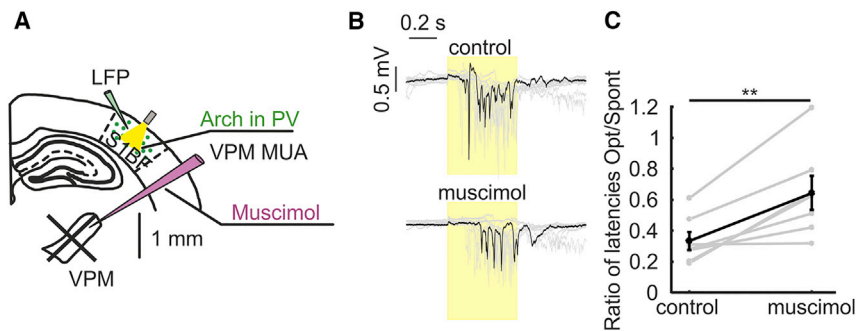 A
LFP
Arch in PV
S1BF
VPM MUA
Muscimol
1 mm
VPM
B
0.2 s
control
0.5 mV
muscimol
C
**
Ratio of latencies Opt/Spont
1.2
1
0.8
0.6
0.4
0.2
0
control
muscimol